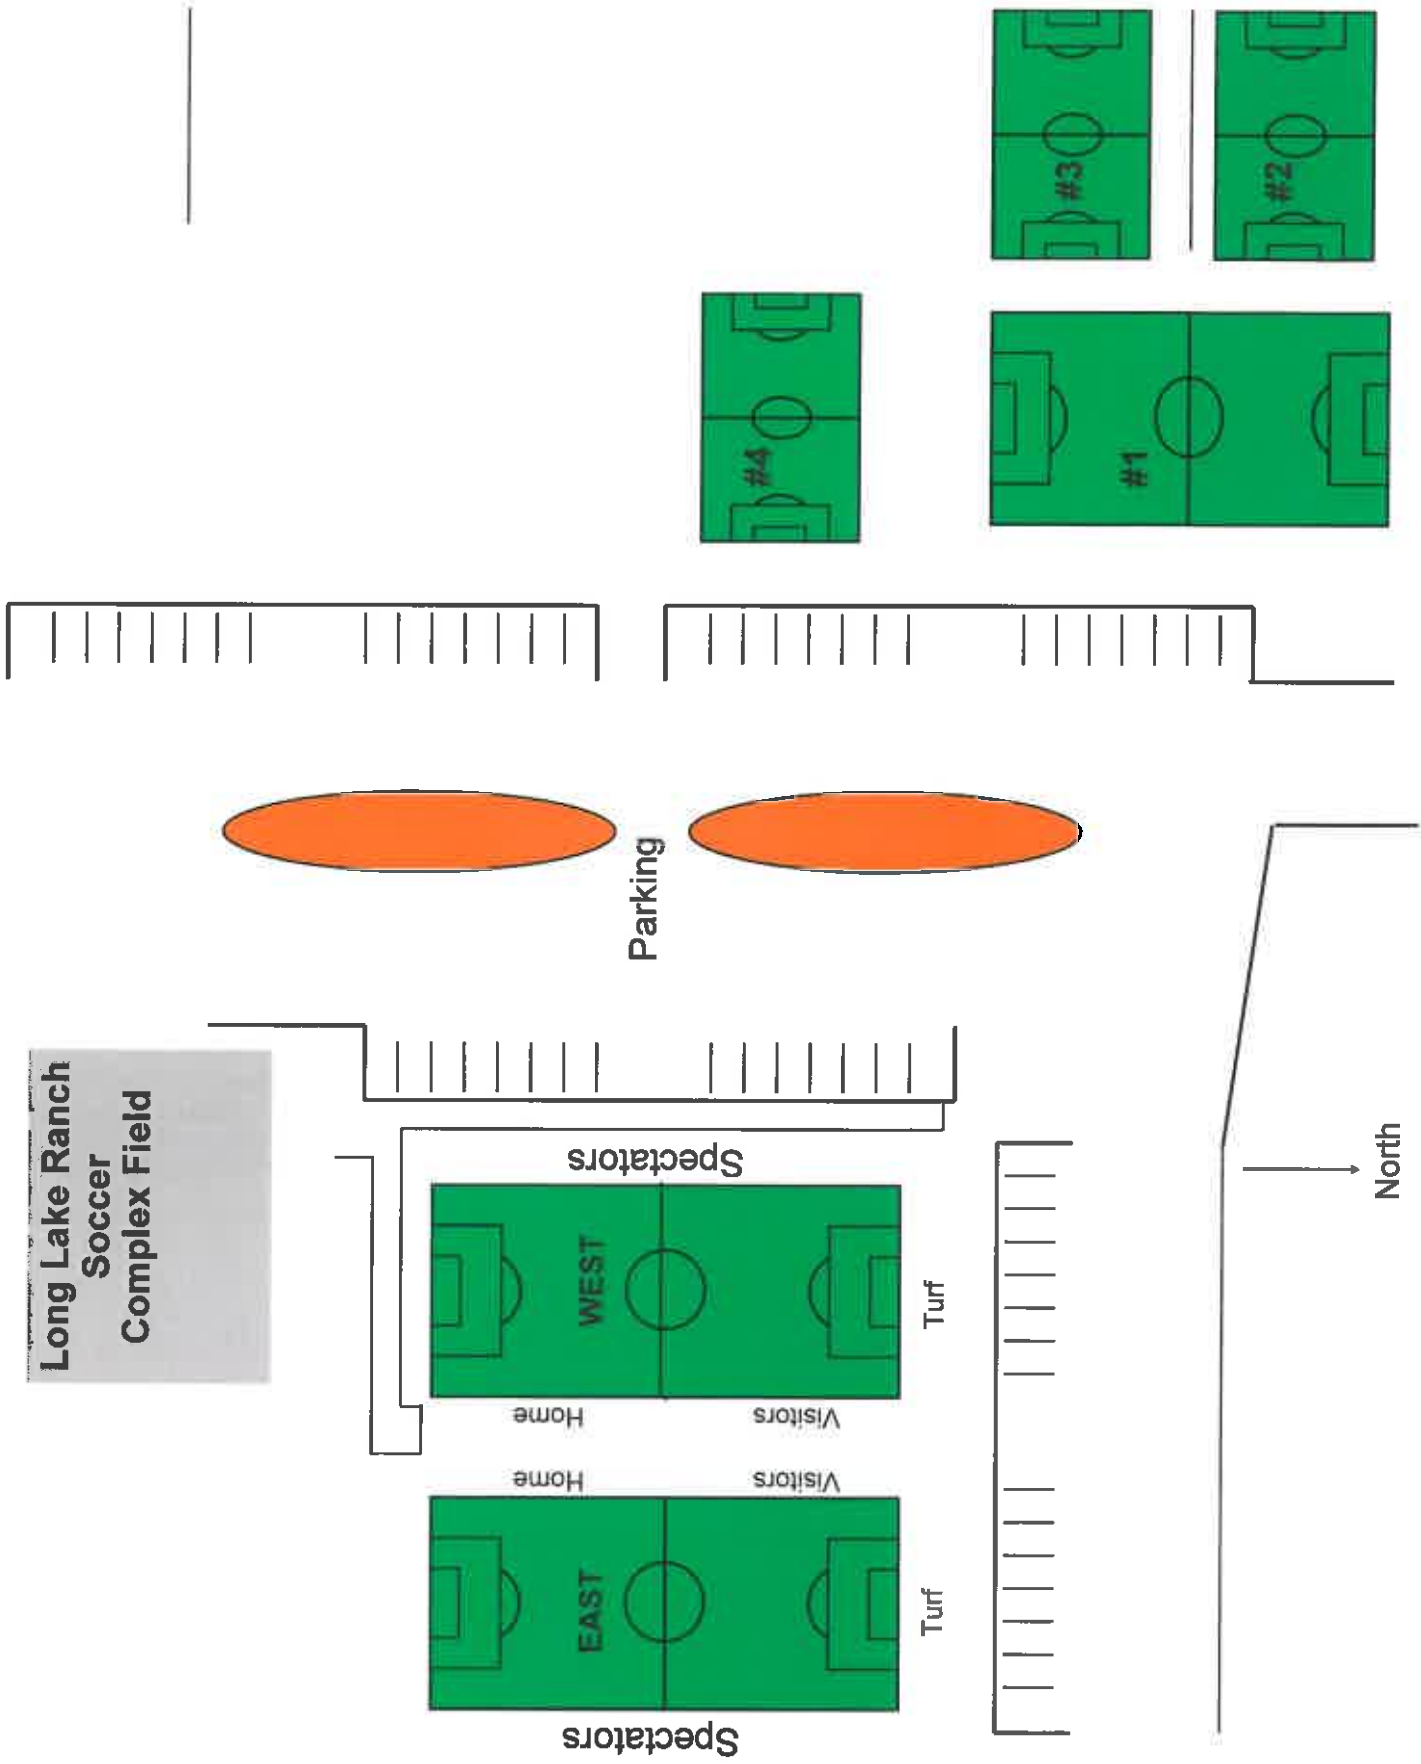 Long Lake Ranch
Soccer
Complex Field
#3
#2
#4
#1
Parking
Spectators
WEST
Turf
Home
Visitors
Home
Visitors
EAST
Turf
Spectators
North